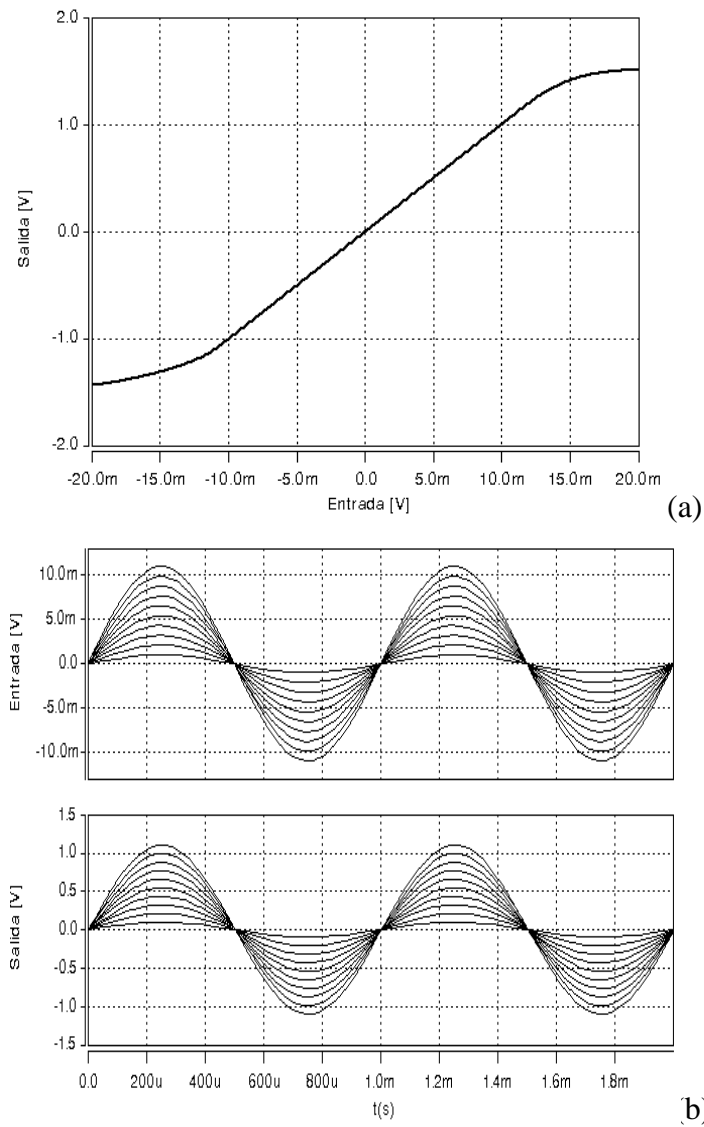 2.0
1.0
0.0
-1.0
-2.0
Salida [V]
-20.0m -15.0m -10.0m -5.0m 0.0 5.0m 10.0m 15.0m 20.0m
Entrada [V]
(a)
10.0m
5.0m
0.0
-5.0m
-10.0m
Entrada [V]
1.5
1.0
0.5
0.0
-0.5
-1.0
-1.5
Salida [V]
0.0 200u 400u 600u 800u 1.0m 1.2m 1.4m 1.6m 1.8m
t(s)
(b)